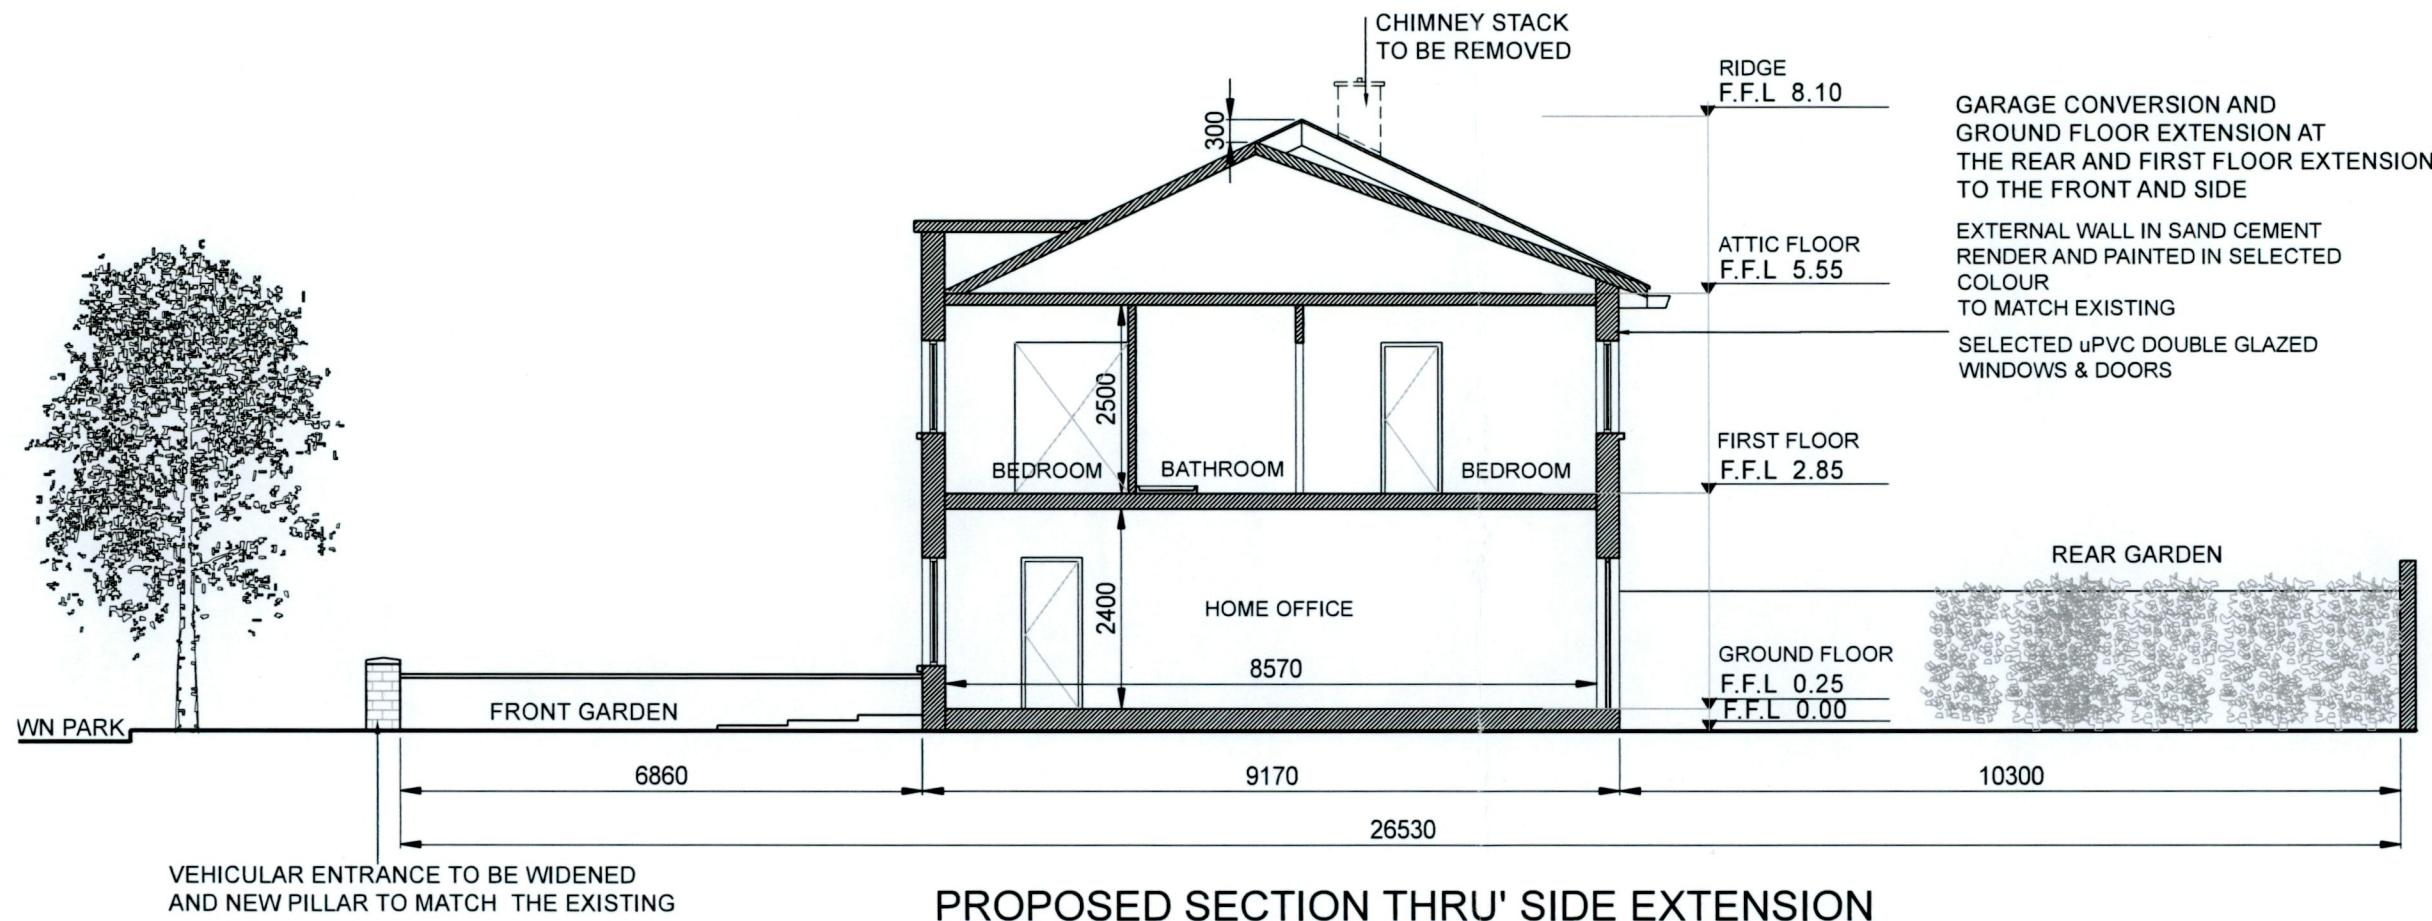 CHIMNEY STACK
TO BE REMOVED
RIDGE
F.F.L 8.10
GARAGE CONVERSION AND
GROUND FLOOR EXTENSION AT
THE REAR AND FIRST FLOOR EXTENSION
TO THE FRONT AND SIDE
300
ATTIC FLOOR
F.F.L 5.55
EXTERNAL WALL IN SAND CEMENT
RENDER AND PAINTED IN SELECTED
COLOUR
TO MATCH EXISTING
SELECTED uPVC DOUBLE GLAZED
WINDOWS & DOORS
2500
BEDROOM
BATHROOM
BEDROOM
FIRST FLOOR
F.F.L 2.85
REAR GARDEN
2400
HOME OFFICE
8570
GROUND FLOOR
F.F.L 0.25
F.F.L 0.00
FRONT GARDEN
WN PARK
6860
9170
10300
26530
VEHICULAR ENTRANCE TO BE WIDENED
AND NEW PILLAR TO MATCH THE EXISTING
PROPOSED SECTION THRU' SIDE EXTENSION